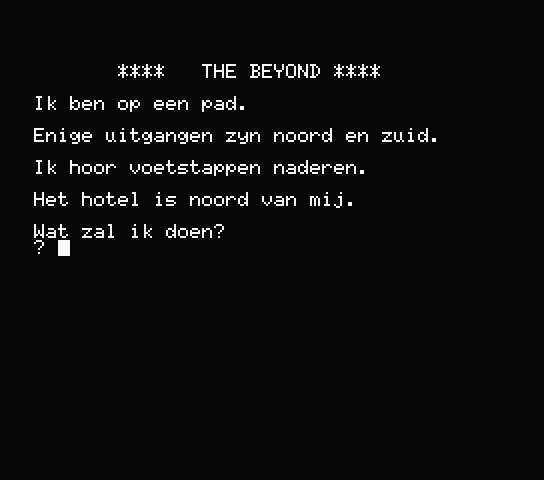 **** THE BEYOND ****
Ik ben op een pad.
Enige uitgangen zyn noord en zuid.
Ik hoor voetstappen naderen.
Het hotel is noord van mij.
Wat zal ik doen?
?